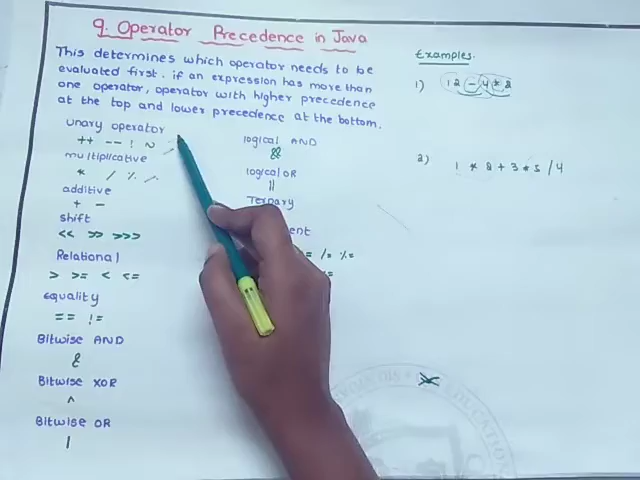 9. Operator Precedence in Java
This determines which operator needs to be
evaluated first. if an expression has more than
one operator, operator with higher precedence
at the top and lower precedence at the bottom.
Unary operator
++ -- ! ~
multiplicative
* / %
additive
+ -
shift
<< >> >>>
Relational
> >= < <=
equality
== !=
Bitwise AND
&
Bitwise XOR
^
Bitwise OR
|
logical AND
&
logical OR
||
Ternary
= /= %=
Examples:
1) 12 - 4 * 2
2) 1 * 2 + 3 * 5 / 4